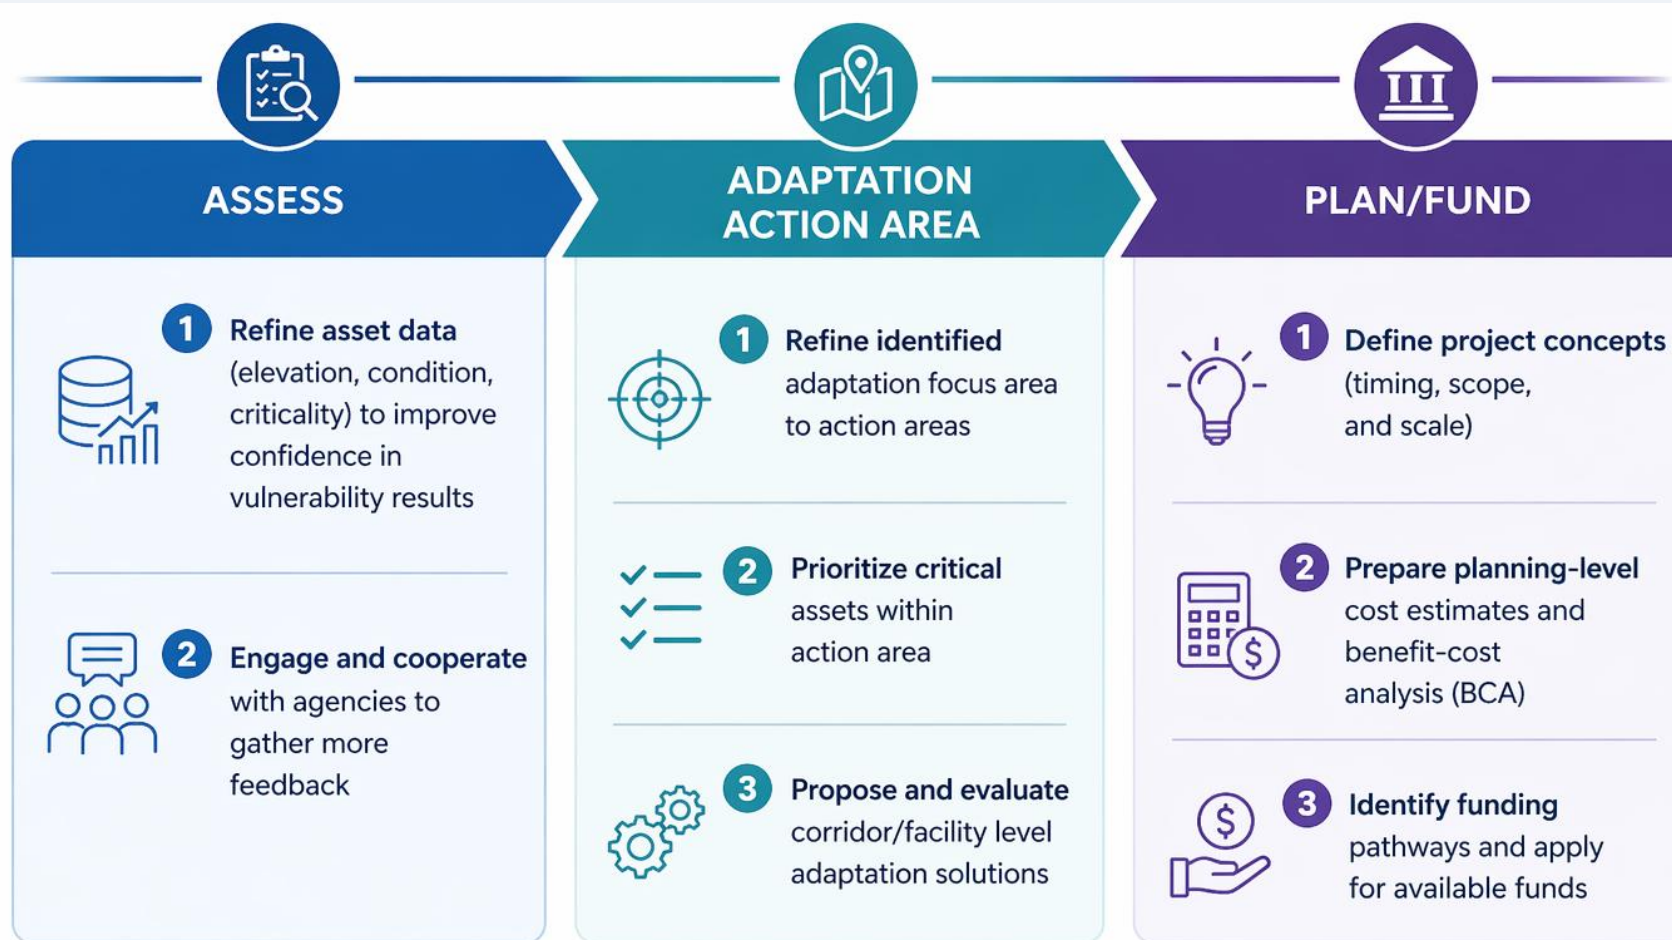 ASSESS
1
Refine asset data
(elevation, condition,
criticality) to improve
confidence in
vulnerability results
2
Engage and cooperate
with agencies to
gather more
feedback
ADAPTATION
ACTION AREA
1
Refine identified
adaptation focus area
to action areas
2
Prioritize critical
assets within
action area
3
Propose and evaluate
corridor/facility level
adaptation solutions
PLAN/FUND
1
Define project concepts
(timing, scope,
and scale)
2
Prepare planning-level
cost estimates and
benefit-cost
analysis (BCA)
$
3
Identify funding
pathways and apply
for available funds
$